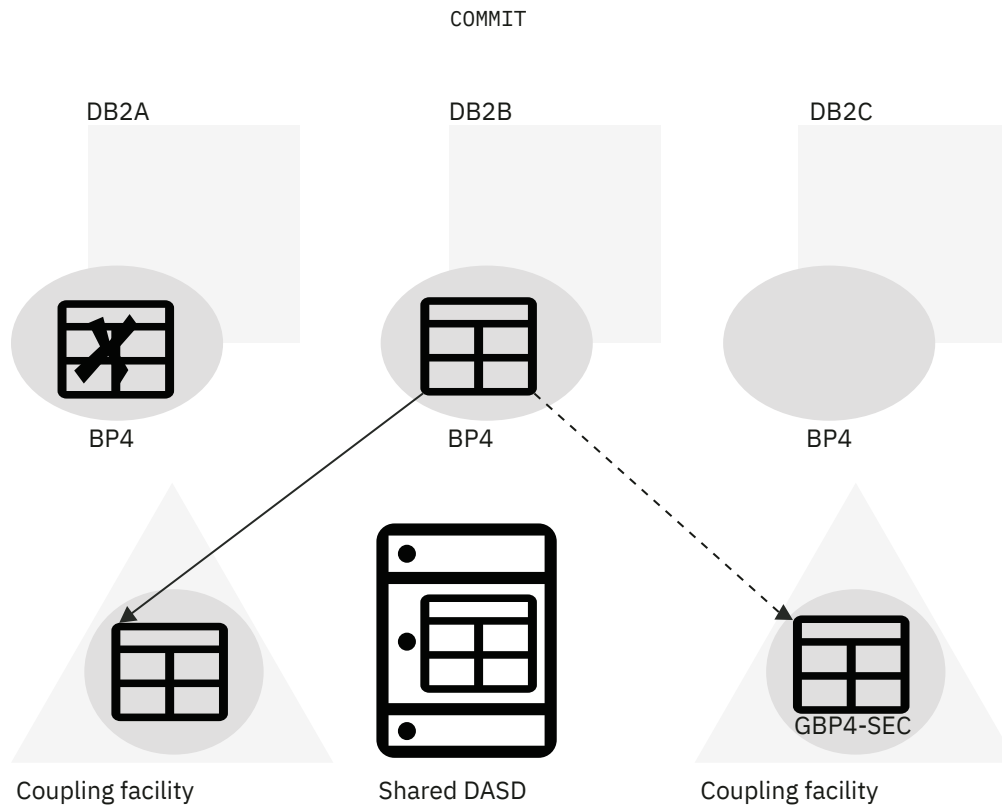 COMMIT
DB2A
DB2B
DB2C
BP4
BP4
BP4
GBP4-SEC
Coupling facility
Shared DASD
Coupling facility